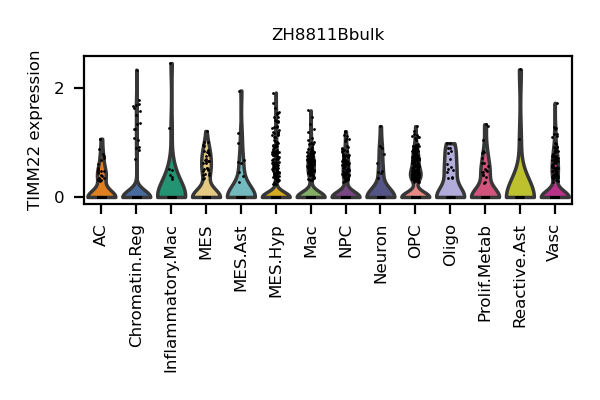 ZH8811Bbulk
TIMM22 expression
2
0
AC
Chromatin.Reg
Inflammatory.Mac
MES
MES.Ast
MES.Hyp
Mac
NPC
Neuron
OPC
Oligo
Prolif.Metab
Reactive.Ast
Vasc